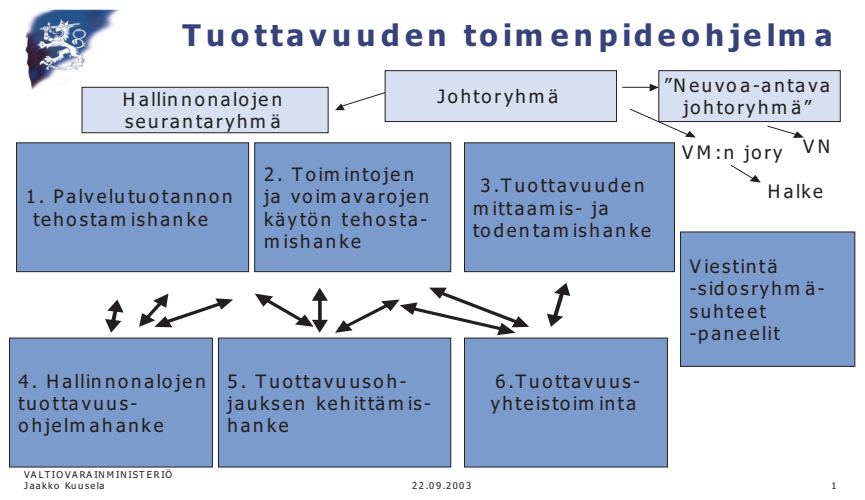 Tuottavuuden toimenpideohjelma
Hallinnonalojen
seurantaryhmä
Johtoryhmä
”Neuvoa-antava
johtoryhmä”
VM:n jory
VN
Halke
1. Palvelutuotannon
tehostamishanke
2. Toimintojen
ja voimavarojen
käytön tehosta-
mishanke
3.Tuottavuuden
mittaamis- ja
todentamishanke
Viestintä
-sidosryhmä-
suhteet
-paneelit
4. Hallinnonalojen
tuottavuus-
ohjelmahanke
5. Tuottavuusoh-
jauksen kehittämis-
hanke
6.Tuottavuus-
yhteistoiminta
VALTIOVARAINMINISTERIÖ
Jaakko Kuusela
22.09.2003
1